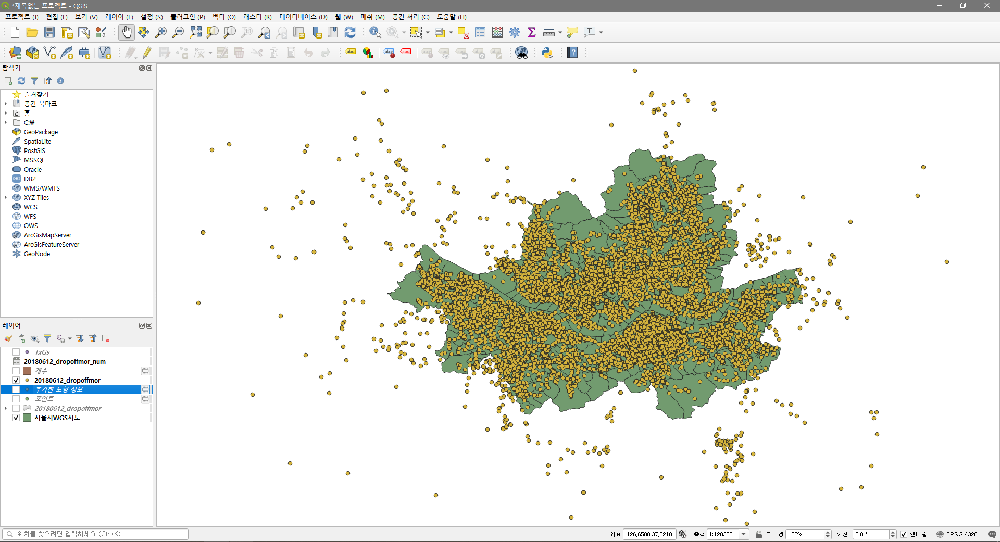 *제목없는 프로젝트 - QGIS
프로젝트 (J) 편집 (E) 보기 (V) 레이어 (L) 설정 (S) 플러그인 (P) 벡터 (O) 래스터 (R) 데이터베이스 (D) 웹 (W) 메쉬 (M) 공간 처리 (C) 도움말 (H)
탐색기
즐겨찾기
공간 북마크
홈
C:₩
GeoPackage
SpatiaLite
PostGIS
MSSQL
Oracle
DB2
WMS/WMTS
XYZ Tiles
WCS
WFS
OWS
ArcGisMapServer
ArcGisFeatureServer
GeoNode
레이어
TxGs
20180612_dropoffmor_num
개수
20180612_dropoffmor
추가한 도형 정보
포인트
20180612_dropoffmor
서울시WGS지도
위치를 찾으려면 입력하세요 (Ctrl+K)
좌표 126,6588,37,3210 축척 1:128363 확대경 100% 회전 0,0 ° 렌더링 EPSG:4326